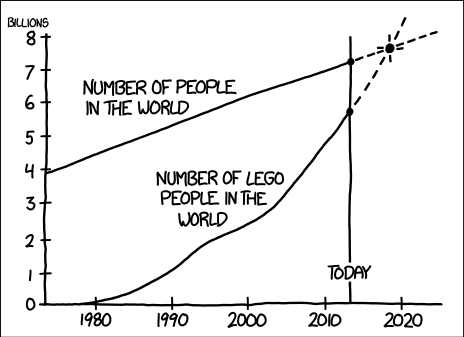 BILLIONS
8
7
6
5
4
3
2
1
0
NUMBER OF PEOPLE
IN THE WORLD
NUMBER OF LEGO
PEOPLE IN THE
WORLD
TODAY
1980
1990
2000
2010
2020